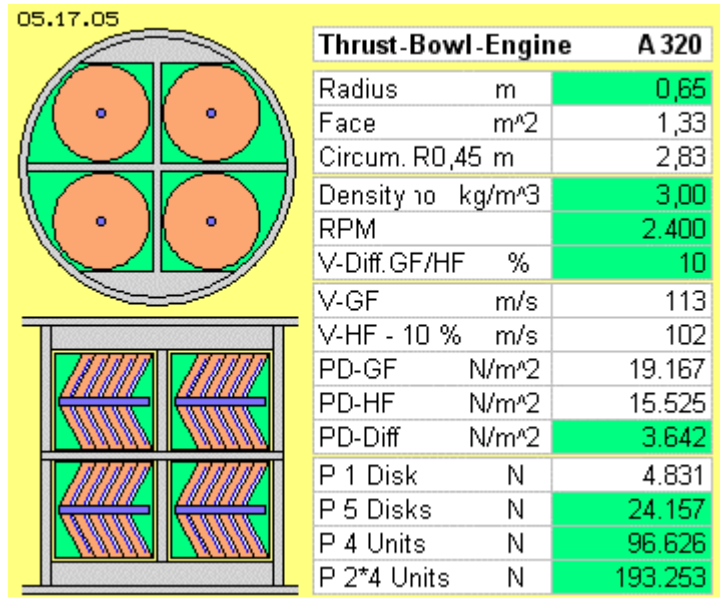 05.17.05
Thrust-Bowl-Engine A 320
Radius m 0,65
Face m^2 1,33
Circum. R0,45 m 2,83
Density ho kg/m^3 3,00
RPM 2.400
V-Diff.GF/HF % 10
V-GF m/s 113
V-HF - 10 % m/s 102
PD-GF N/m^2 19.167
PD-HF N/m^2 15.525
PD-Diff N/m^2 3.642
P 1 Disk N 4.831
P 5 Disks N 24.157
P 4 Units N 96.626
P 2*4 Units N 193.253